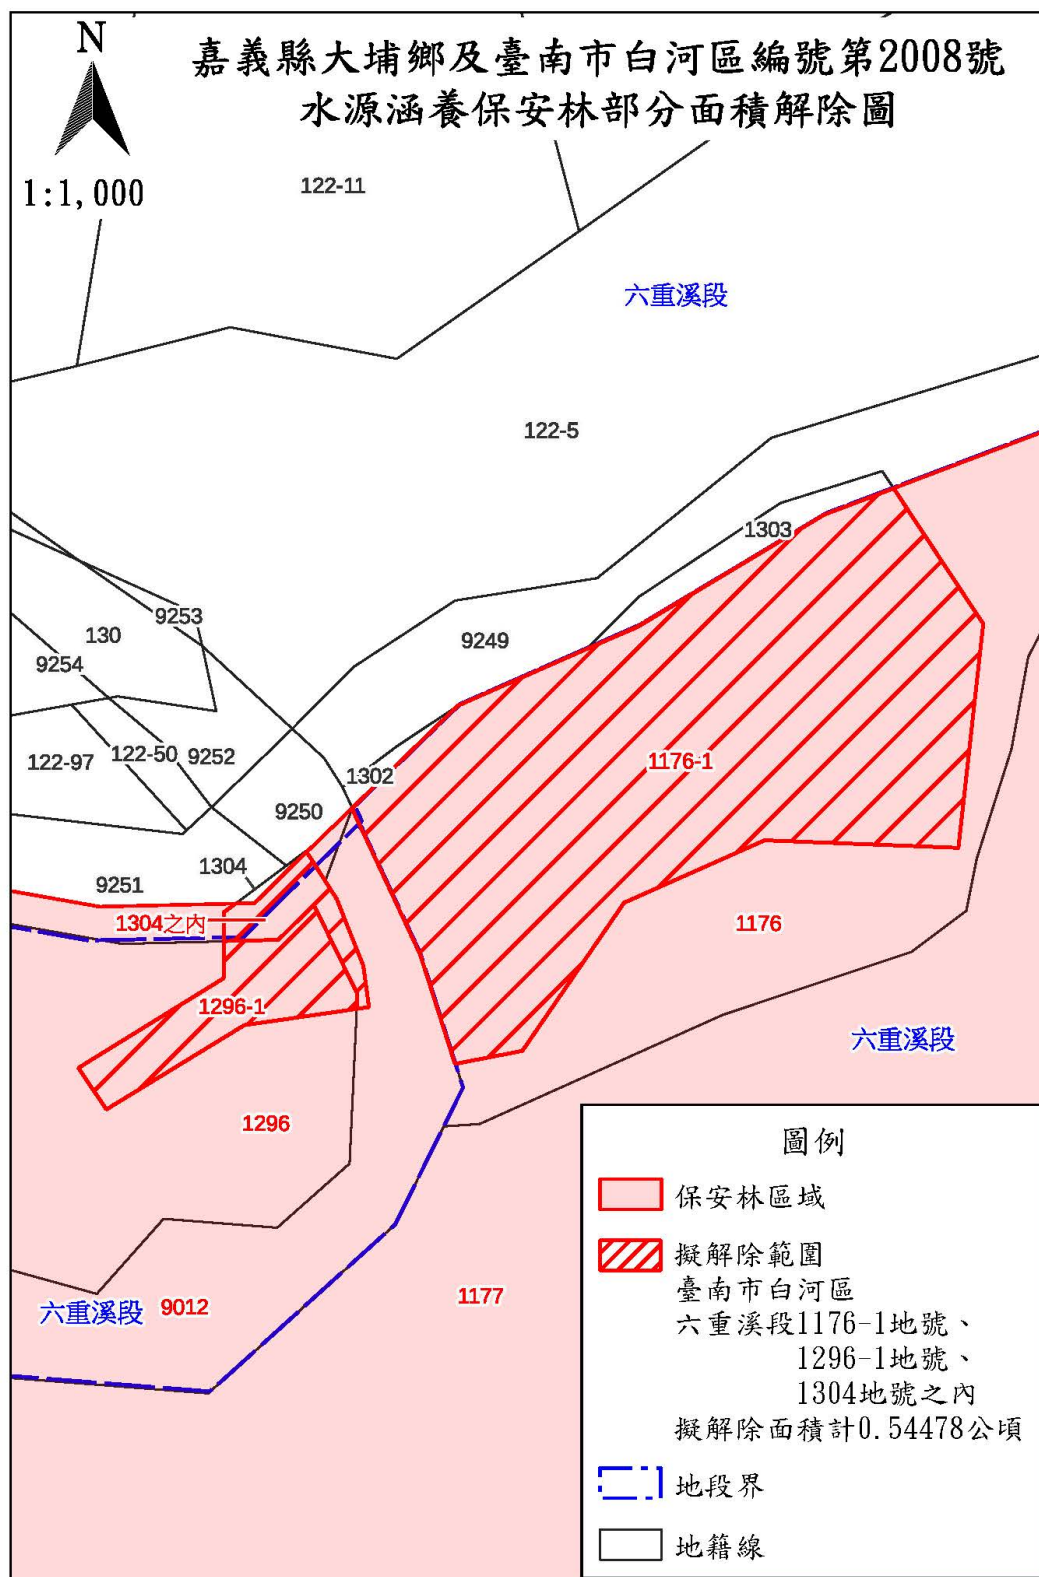 N
1:1,000
嘉義縣大埔鄉及臺南市白河區編號第2008號
水源涵養保安林部分面積解除圖
122-11
六重溪段
122-5
1303
9253
130
9249
9254
122-50
9252
122-97
1176-1
1302
9250
1304
9251
1304之內
1176
1296-1
六重溪段
1296
1177
9012
六重溪段
圖例
保安林區域
擬解除範圍
臺南市白河區
六重溪段1176-1地號、
1296-1地號、
1304地號之內
擬解除面積計0.54478公頃
地段界
地籍線